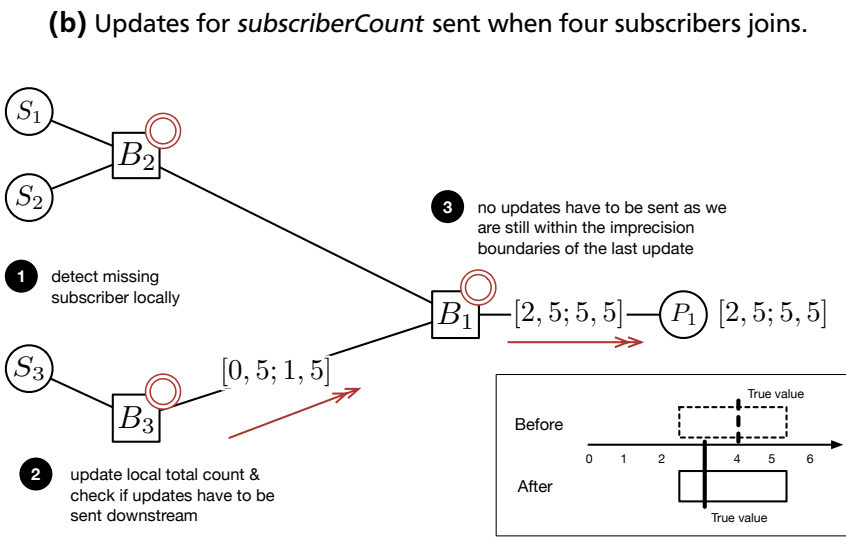 (b) Updates for subscriberCount sent when four subscribers joins.
S1
B2
S2
3 no updates have to be sent as we
are still within the imprecision
boundaries of the last update
1 detect missing
subscriber locally
B1 [2, 5; 5, 5] P1 [2, 5; 5, 5]
S3
[0, 5; 1, 5]
B3
True value
Before
0 1 2 4 5 6
After
True value
2 update local total count &
check if updates have to be
sent downstream